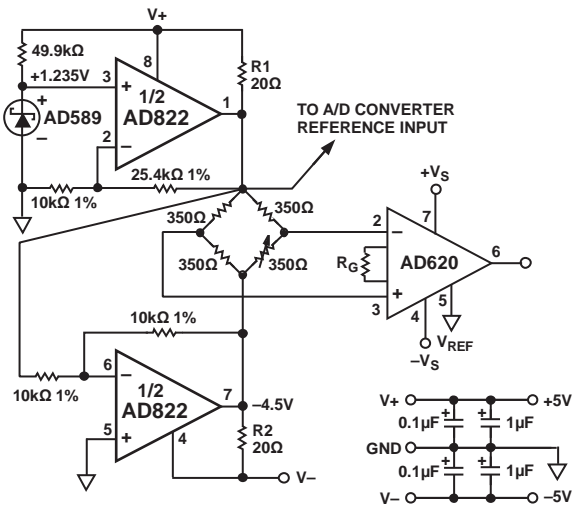 V+
49.9kΩ
+1.235V
+
AD589
–
3
+
8
1/2
AD822
1
2
–
R1
20Ω
TO A/D CONVERTER
REFERENCE INPUT
10kΩ 1%
25.4kΩ 1%
350Ω
350Ω
350Ω
350Ω
+VS
7
2
–
RG
AD620
6
+
3
4
5
VREF
–VS
10kΩ 1%
10kΩ 1%
6
–
1/2
AD822
7
–4.5V
5
+
4
R2
20Ω
V–
V+
+5V
0.1µF
+
+
1µF
GND
0.1µF
+
+
1µF
V–
–5V